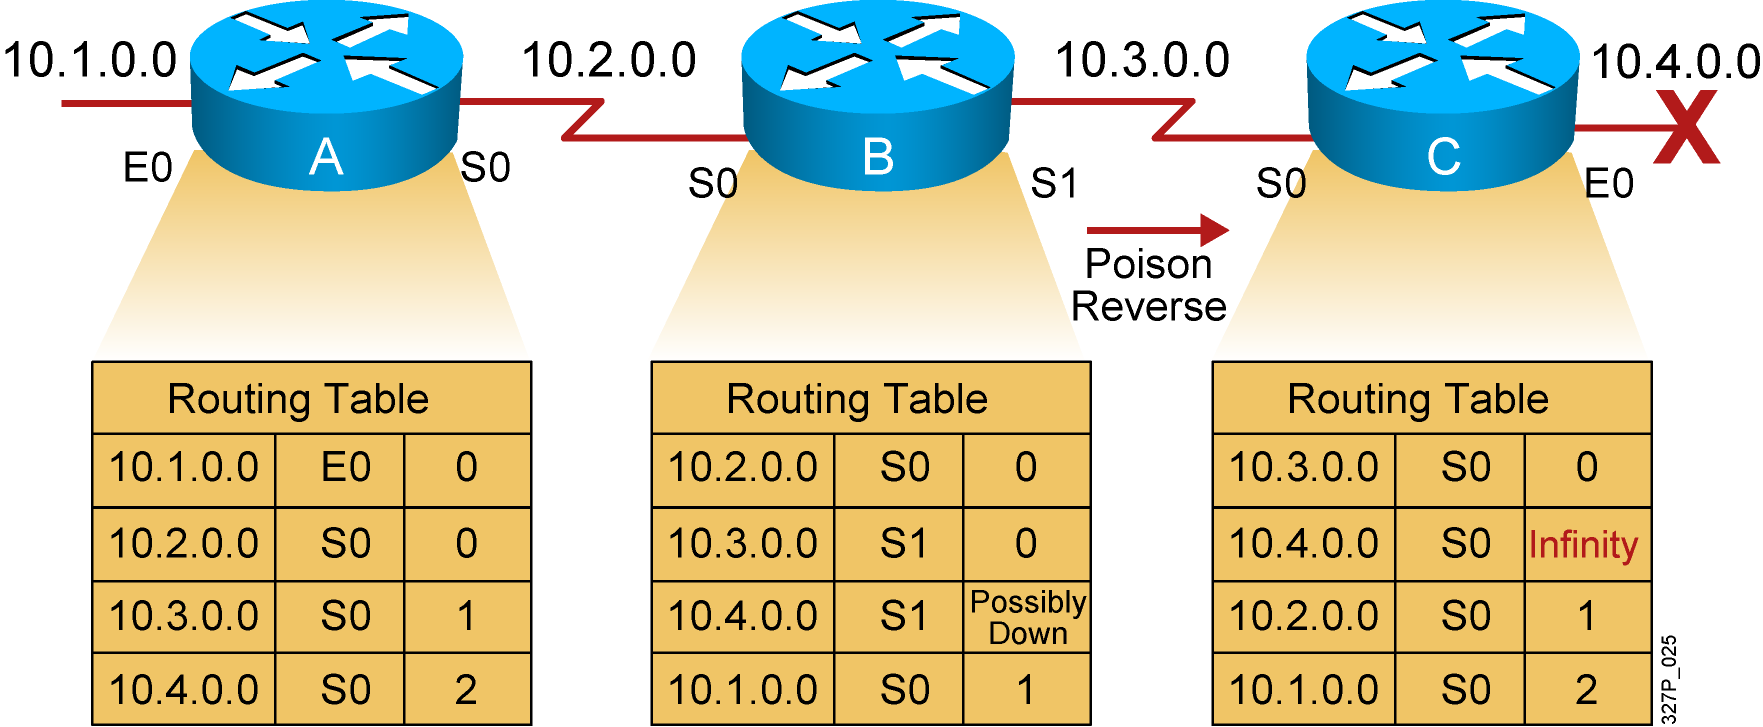 10.1.0.0 10.2.0.0 10.3.0.0 10.4.0.0
A B C
E0 S0 S0 S1 S0 E0
Poison
Reverse
Routing Table
10.1.0.0 E0 0
10.2.0.0 S0 0
10.3.0.0 S0 1
10.4.0.0 S0 2
Routing Table
10.2.0.0 S0 0
10.3.0.0 S1 0
10.4.0.0 S1 Possibly Down
10.1.0.0 S0 1
Routing Table
10.3.0.0 S0 0
10.4.0.0 S0 Infinity
10.2.0.0 S0 1
10.1.0.0 S0 2
327P_025